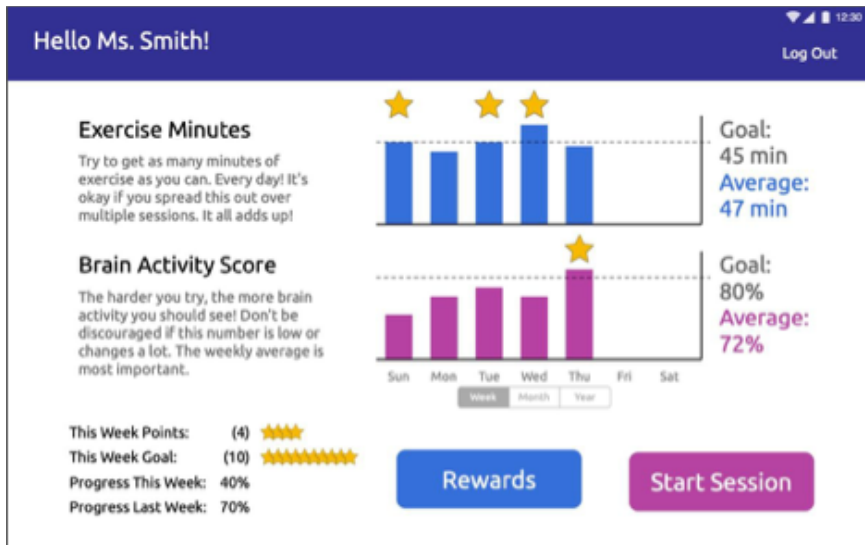 12:30
Hello Ms. Smith!
Log Out
Exercise Minutes
Try to get as many minutes of
exercise as you can. Every day! It's
okay if you spread this out over
multiple sessions. It all adds up!
Goal:
45 min
Average:
47 min
Brain Activity Score
The harder you try, the more brain
activity you should see! Don't be
discouraged if this number is low or
changes a lot. The weekly average is
most important.
Goal:
80%
Average:
72%
Sun Mon Tue Wed Thu Fri Sat
Week Month Year
This Week Points: (4)
This Week Goal: (10)
Progress This Week: 40%
Progress Last Week: 70%
Rewards
Start Session